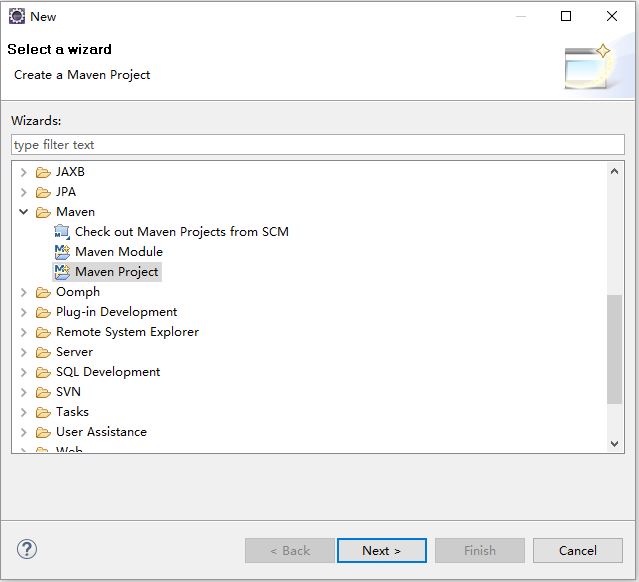 New
Select a wizard
Create a Maven Project
Wizards:
type filter text
JAXB
JPA
Maven
Check out Maven Projects from SCM
Maven Module
Maven Project
Oomph
Plug-in Development
Remote System Explorer
Server
SQL Development
SVN
Tasks
User Assistance
Web
< Back Next > Finish Cancel